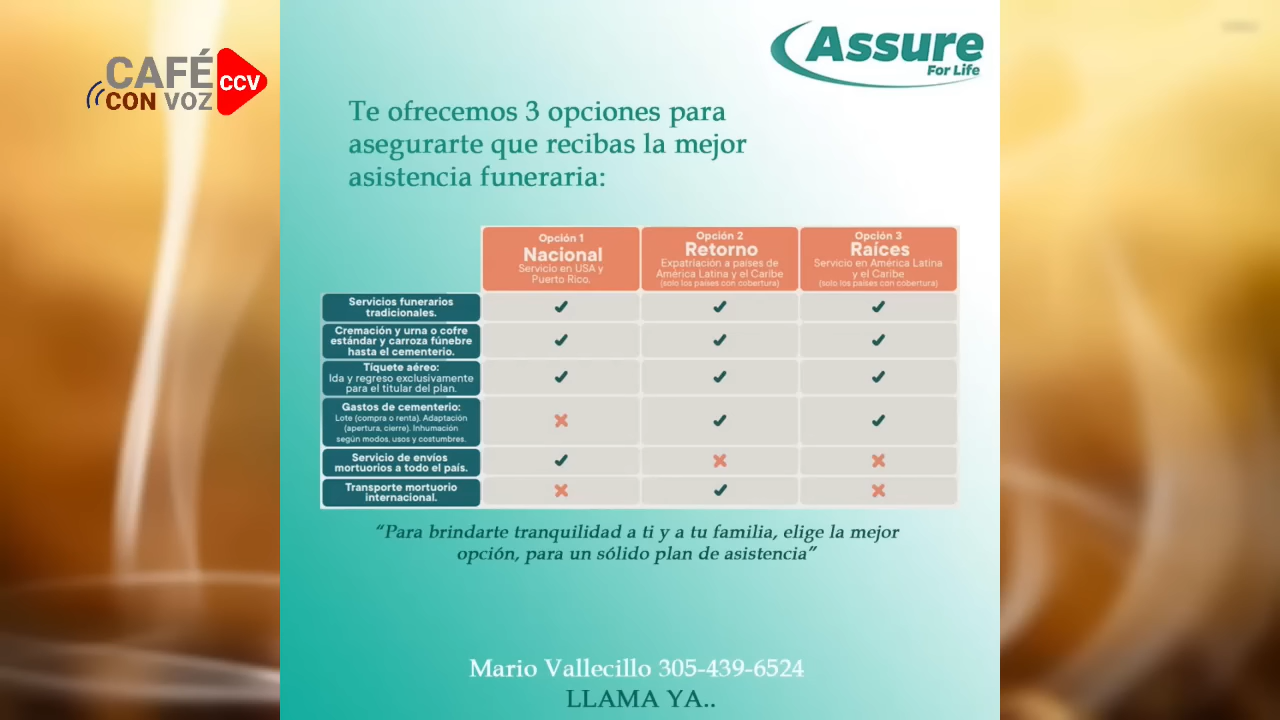 CAFÉ
CON VOZ
CCV
Assure
For Life
Te ofrecemos 3 opciones para
asegurarte que recibas la mejor
asistencia funeraria:
Opción 1
Nacional
Servicio en USA y
Puerto Rico.
Opción 2
Retorno
Expatriación a países de
América Latina y el Caribe
(solo los países con cobertura)
Opción 3
Raíces
Servicio en América Latina
y el Caribe
(solo los países con cobertura)
Servicios funerarios
tradicionales.
Cremación y urna o cofre
estándar y carroza fúnebre
hasta el cementerio.
Tíquete aéreo:
Ida y regreso exclusivamente
para el titular del plan.
Gastos de cementerio:
Lote (compra o renta). Adaptación
(apertura, cierre). Inhumación
según modos, usos y costumbres.
Servicio de envíos
mortuorios a todo el país.
Transporte mortuorio
internacional.
“Para brindarte tranquilidad a ti y a tu familia, elige la mejor
opción, para un sólido plan de asistencia”
Mario Vallecillo 305-439-6524
LLAMA YA..